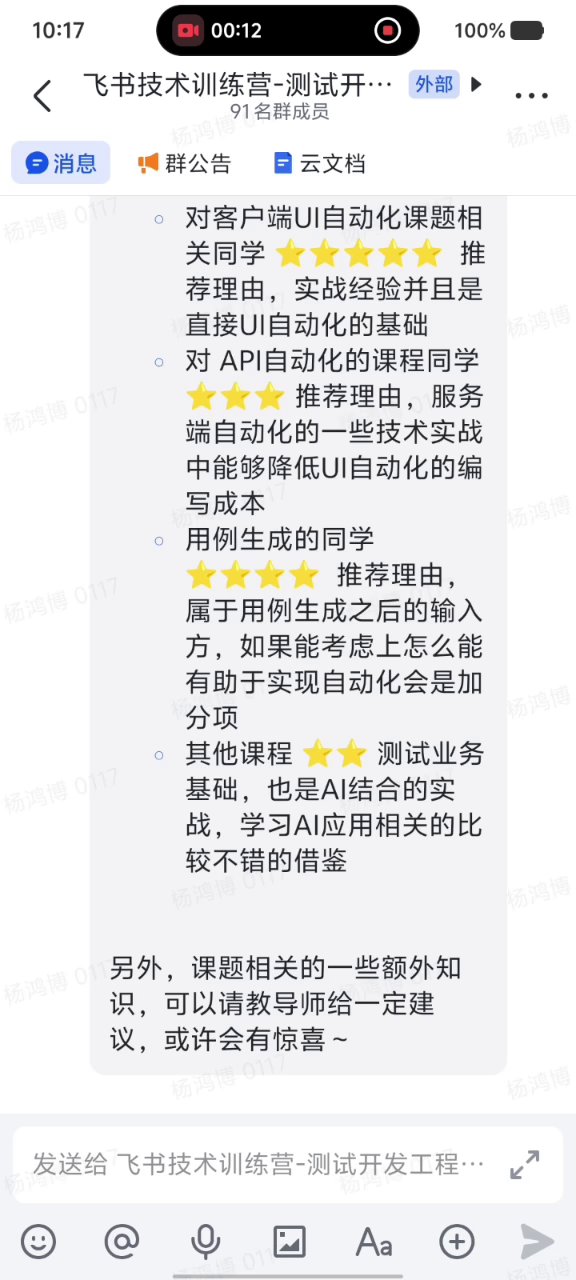 10:17
00:12
100%
飞书技术训练营-测试开…
外部
91名群成员
消息
群公告
云文档
对客户端UI自动化课题相
关同学 ⭐⭐⭐⭐⭐ 推
荐理由，实战经验并且是
直接UI自动化的基础
对 API自动化的课程同学
⭐⭐⭐ 推荐理由，服务
端自动化的一些技术实战
中能够降低UI自动化的编
写成本
用例生成的同学
⭐⭐⭐⭐ 推荐理由，
属于用例生成之后的输入
方，如果能考虑上怎么能
有助于实现自动化会是加
分项
其他课程 ⭐⭐ 测试业务
基础，也是AI结合的实
战，学习AI应用相关的比
较不错的借鉴
另外，课题相关的一些额外知
识，可以请教导师给一定建
议，或许会有惊喜～
发送给 飞书技术训练营-测试开发工程…
Aa
杨鸿博 0117